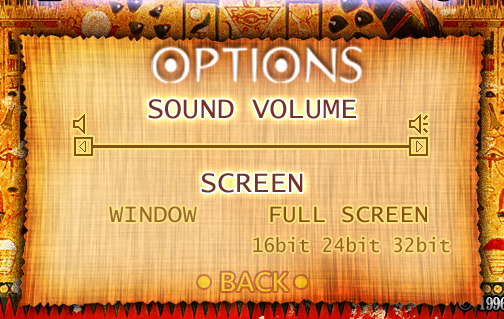 OPTIONS
SOUND VOLUME
SCREEN
WINDOW FULL SCREEN
16bit 24bit 32bit
BACK